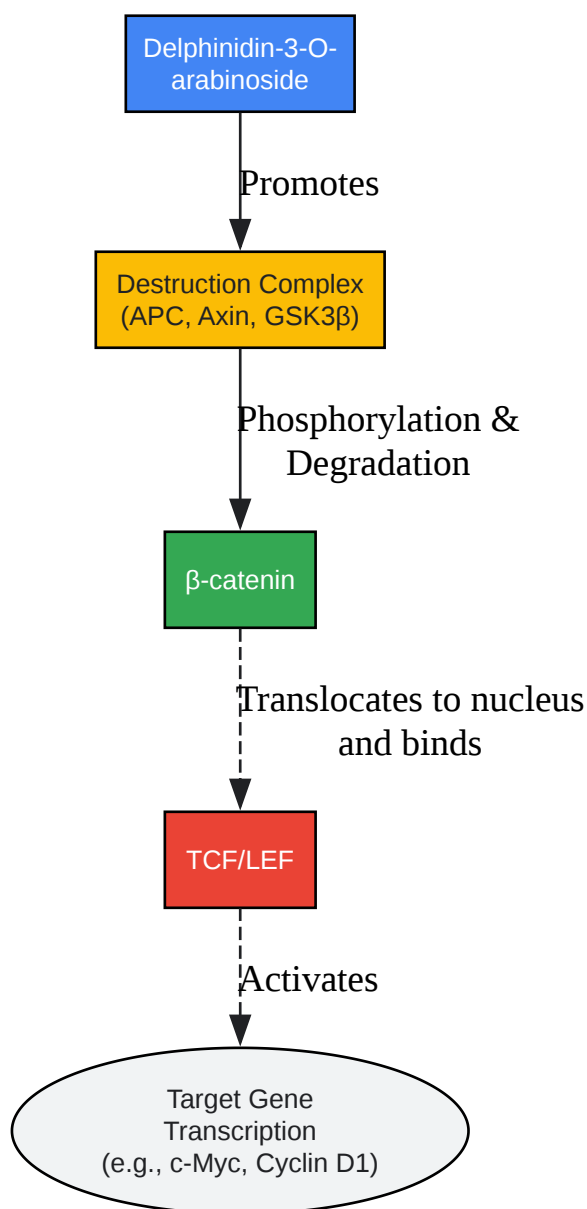 Delphinidin-3-O-
arabinoside
Promotes
Destruction Complex
(APC, Axin, GSK3β)
Phosphorylation &
Degradation
β-catenin
Translocates to nucleus
and binds
TCF/LEF
Activates
Target Gene
Transcription
(e.g., c-Myc, Cyclin D1)